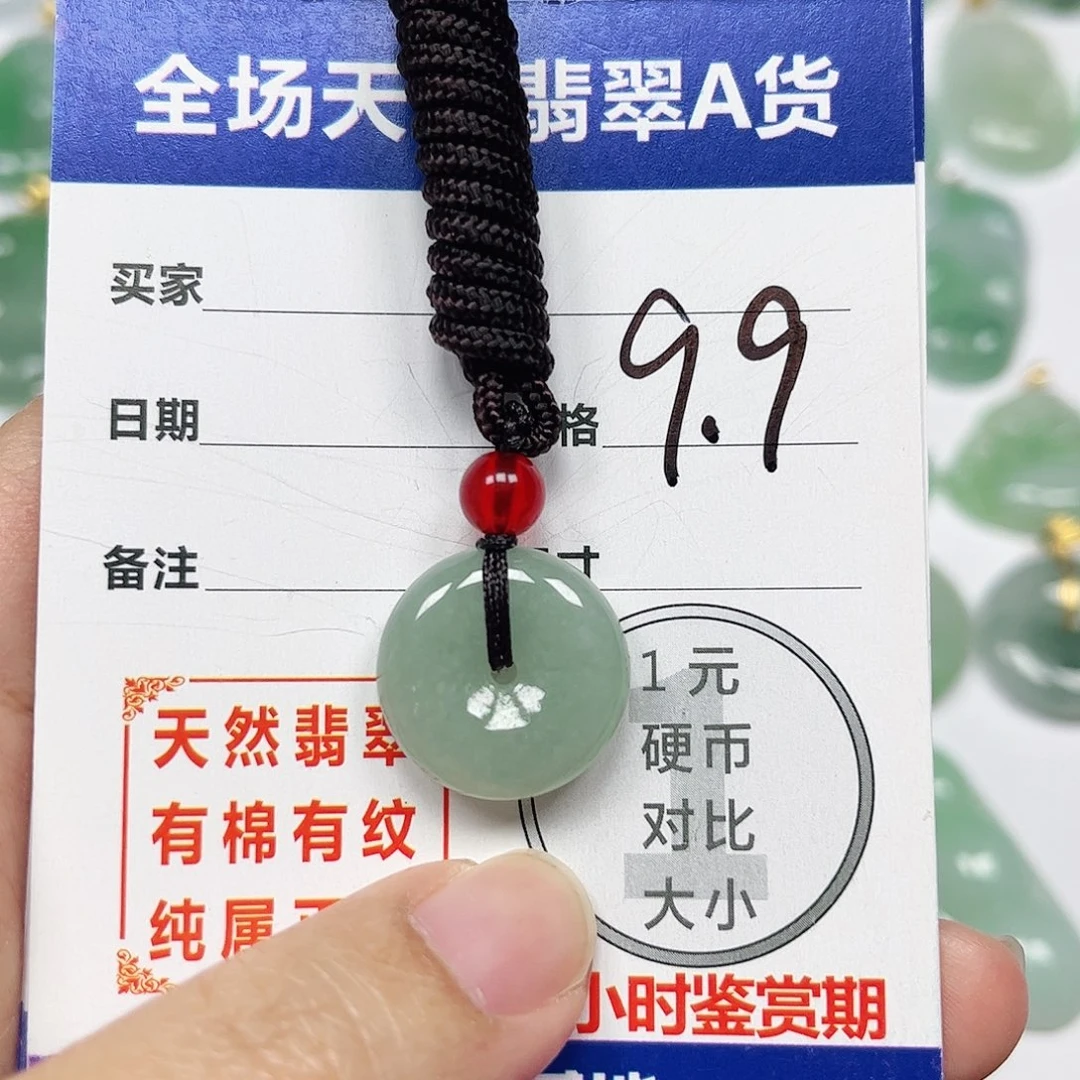 全场天 翡翠A货
买家
9.9
日期
格
备注
寸
1元
硬币
对比
大小
天然翡翠
有棉有纹
纯属
小时鉴赏期